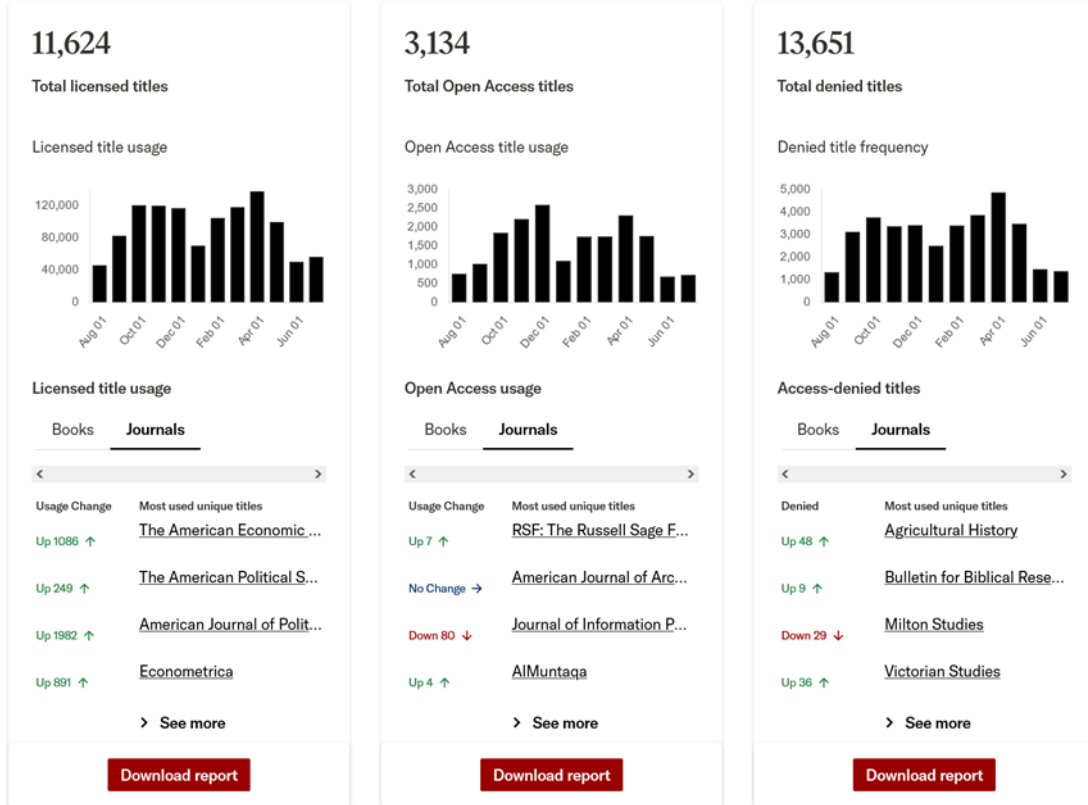 11,624
Total licensed titles
Licensed title usage
120,000
80,000
40,000
0
Aug 01
Oct 01
Dec 01
Feb 01
Apr 01
Jun 01
Licensed title usage
Books Journals
Usage Change Most used unique titles
Up 1086 ↑ The American Economic ...
Up 249 ↑ The American Political S...
Up 1982 ↑ American Journal of Polit...
Up 891 ↑ Econometrica
> See more
Download report
3,134
Total Open Access titles
Open Access title usage
3,000
2,500
2,000
1,500
1,000
500
0
Aug 01
Oct 01
Dec 01
Feb 01
Apr 01
Jun 01
Open Access usage
Books Journals
Usage Change Most used unique titles
Up 7 ↑ RSF: The Russell Sage F...
No Change → American Journal of Arc...
Down 80 ↓ Journal of Information P...
Up 4 ↑ AlMuntaqa
> See more
Download report
13,651
Total denied titles
Denied title frequency
5,000
4,000
3,000
2,000
1,000
0
Aug 01
Oct 01
Dec 01
Feb 01
Apr 01
Jun 01
Access-denied titles
Books Journals
Denied Most used unique titles
Up 48 ↑ Agricultural History
Up 9 ↑ Bulletin for Biblical Rese...
Down 29 ↓ Milton Studies
Up 36 ↑ Victorian Studies
> See more
Download report